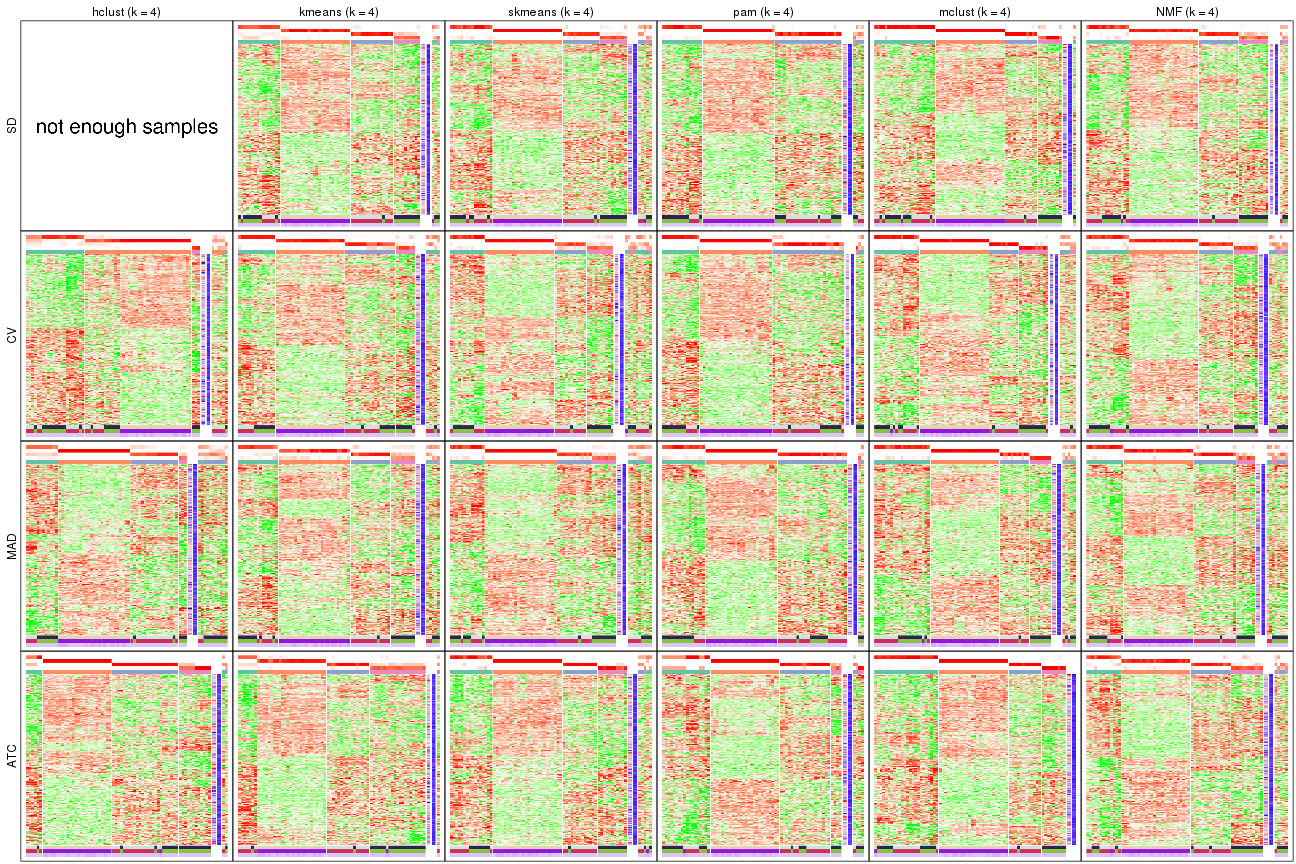 hclust (k = 4) kmeans (k = 4) skmeans (k = 4) pam (k = 4) mclust (k = 4) NMF (k = 4)
SD
not enough samples
CV
MAD
ATC